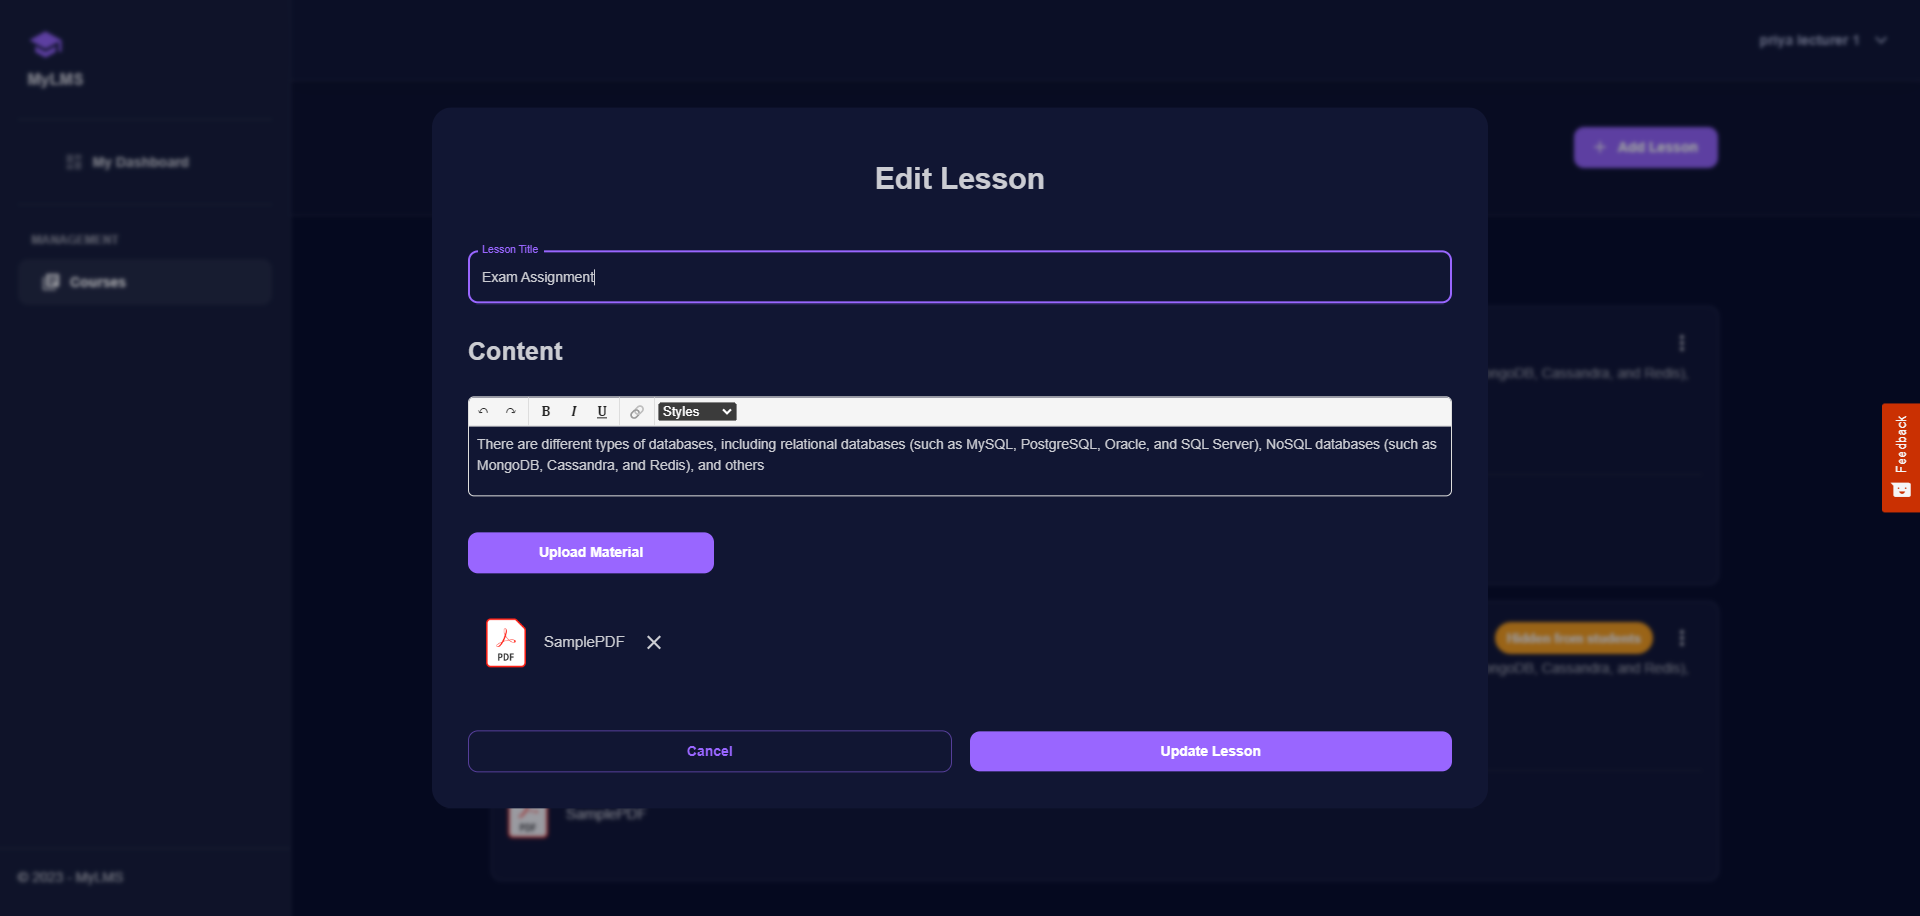 MyLMS
priya lecturer 1
My Dashboard
Add Lesson
MANAGEMENT
Courses
Edit Lesson
Lesson Title
Exam Assignment
Content
B I U Styles
There are different types of databases, including relational databases (such as MySQL, PostgreSQL, Oracle, and SQL Server), NoSQL databases (such as
MongoDB, Cassandra, and Redis), and others
Upload Material
PDF
SamplePDF
Cancel
Update Lesson
Cassandra, and Redis),
Feedback
Hidden from students
Cassandra, and Redis),
PDF
SamplePDF
© 2023 - MyLMS